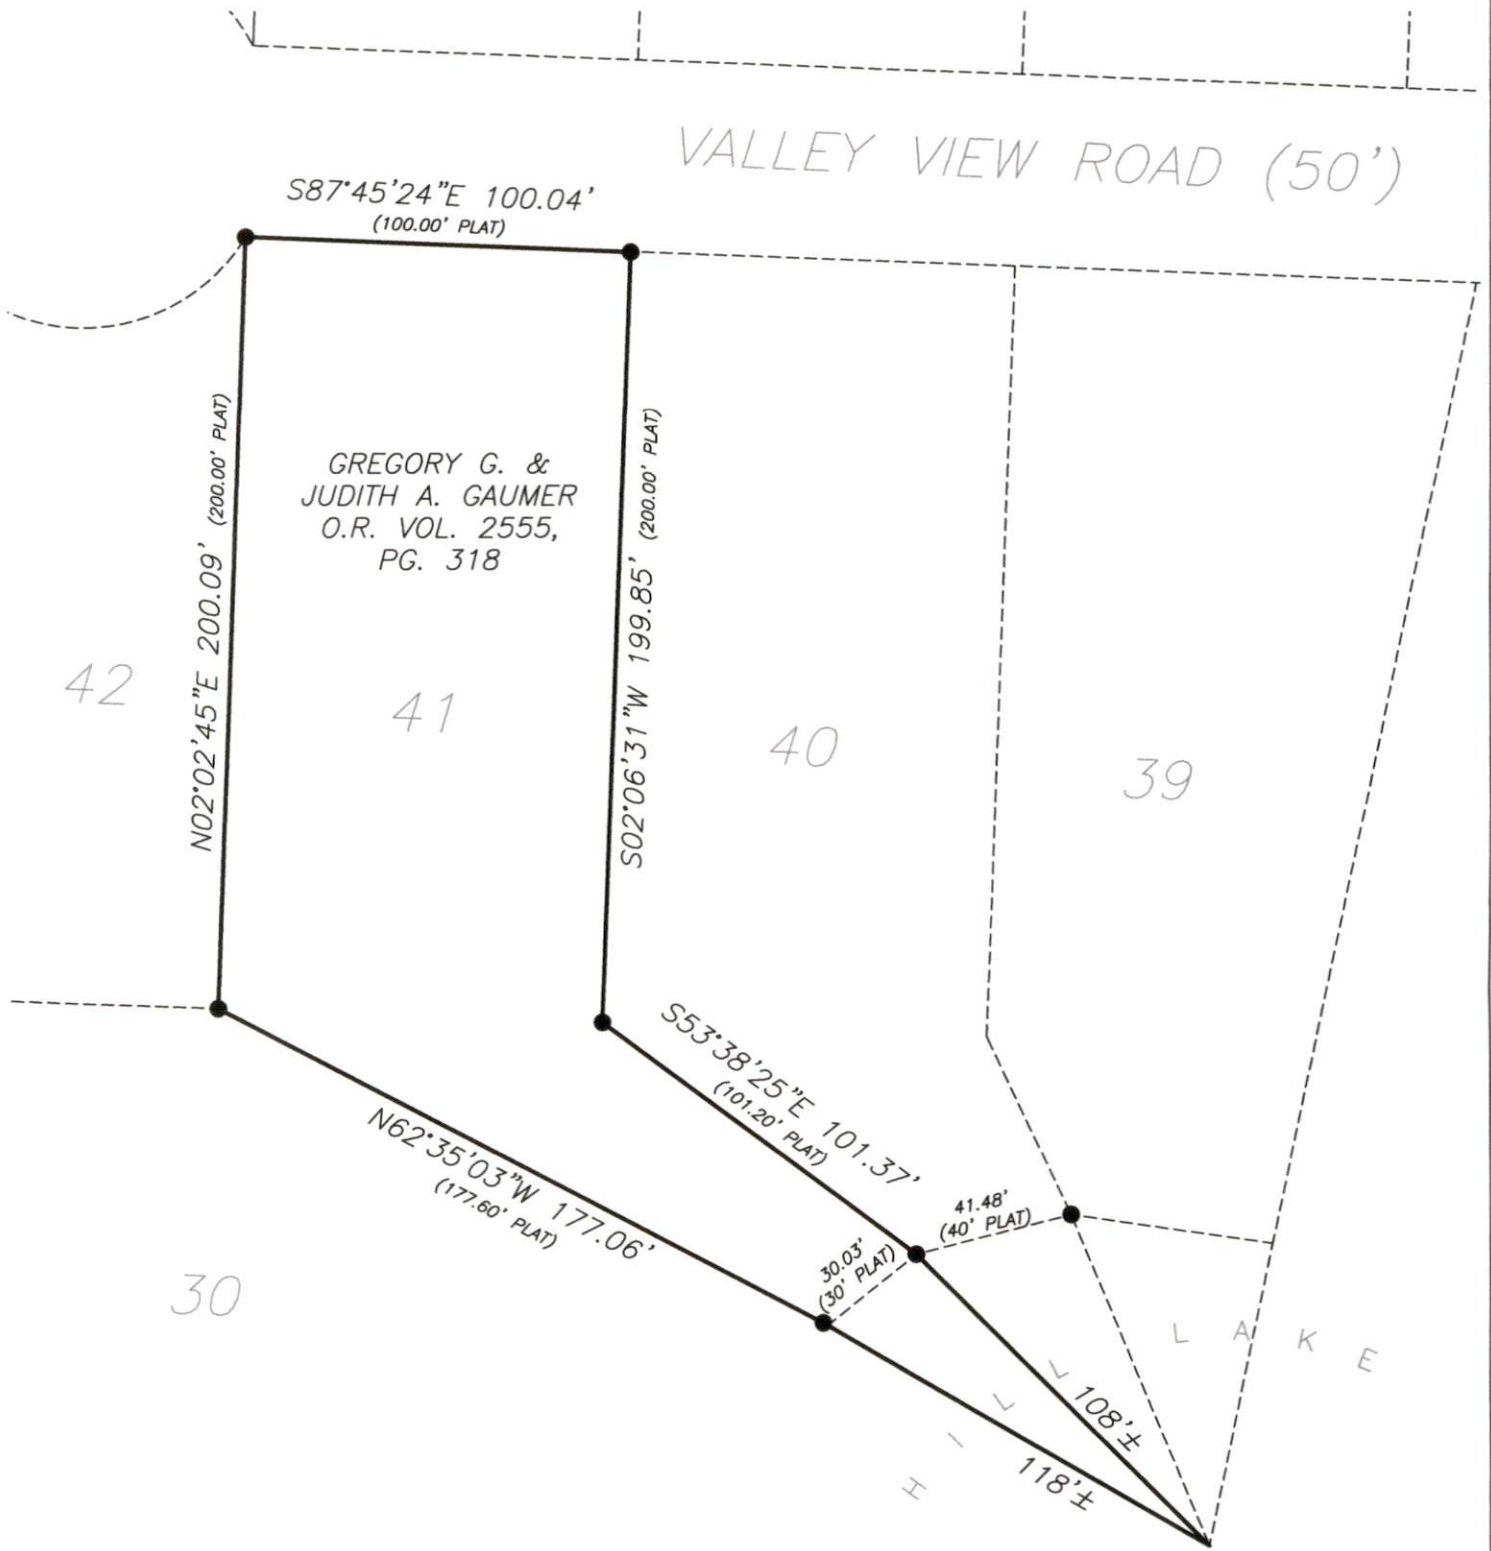 VALLEY VIEW ROAD (50')
S87°45'24"E 100.04'
(100.00' PLAT)
N02°02'45"E 200.09' (200.00' PLAT)
GREGORY G. &
JUDITH A. GAUMER
O.R. VOL. 2555,
PG. 318
S02°06'31"W 199.85' (200.00' PLAT)
42
41
40
39
S53°38'25"E 101.37'
(101.20' PLAT)
N62°35'03"W 177.06'
(177.60' PLAT)
41.48'
(40' PLAT)
30.03'
(30' PLAT)
30
HILL LAKE
108'±
118'±